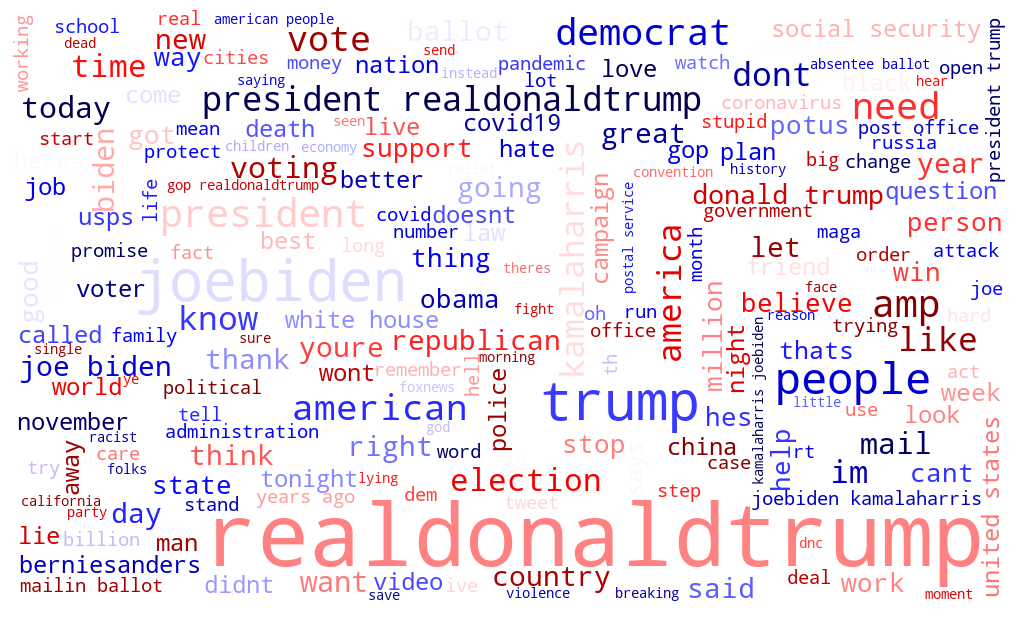 working
school
dead
real
new
american people
vote
ballot
send
democrat
social security
president trump
time
way
cities
saying
money
nation
instead
pandemic
lot
love
watch
dont
absentee ballot
open
black
hear
today
come
president realdonaldtrump
coronavirus
need
start
biden
got
mean
death
seen
live
covid19
great
stupid
potus
post office
russia
heres
protect
children
economy
support
hate
gop
plan
big
change
year
voting
better
relief
convention
history
job
life
gop realdonaldtrump
going
kamalaharris
campaign
postal service
donald trump
question
usps
president
covid
doesnt
government
person
number
law
america
month
maga
promise
fact
best
long
thing
theres
let
order
attack
good
joebiden
friend
win
voter
obama
million
face
joe
believe
amp
know
white house
fight
oh
run
reason
hard
called
family
sure
republican
office
night
trying
like
single
youre
morning
th
thats
joe biden
thank
wont
remember
hell
people
act
world
ye
political
foxnews
trump
little
week
november
tell
american
police
hes
use
look
racist
administration
god
kamalaharris joebiden
help
mail
united states
away
care
think
right
word
stop
says
china
rt
try
folks
case
im
cant
state
tonight
lying
election
step
california
party
years ago
dem
tweet
joebiden kamalaharris
day
stand
realdonaldtrump
lie
billion
man
dnc
berniesanders
mailin ballot
didnt
want
video
ive
country
said
deal
work
save
violence
breaking
moment